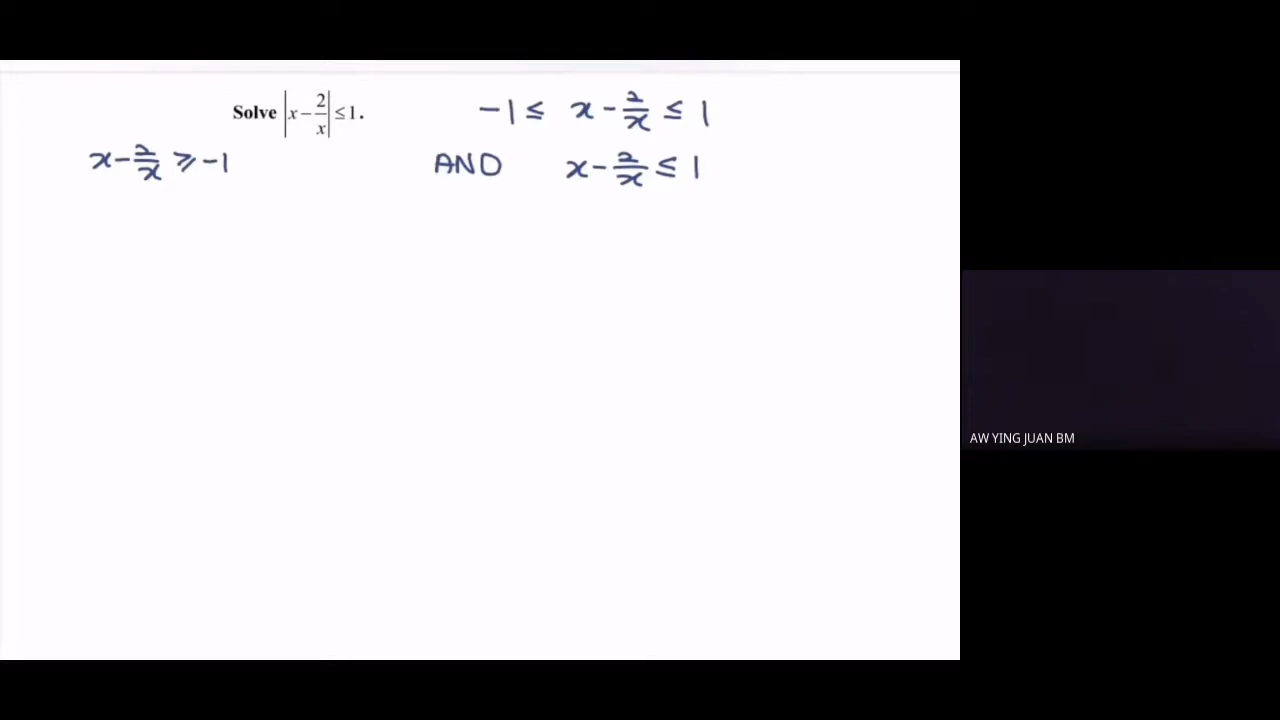 Solve |x − 2/x| ≤ 1.
−1 ≤ x − 2/x ≤ 1
x − 2/x ⩾ −1 AND x − 2/x ≤ 1
AW YING JUAN BM